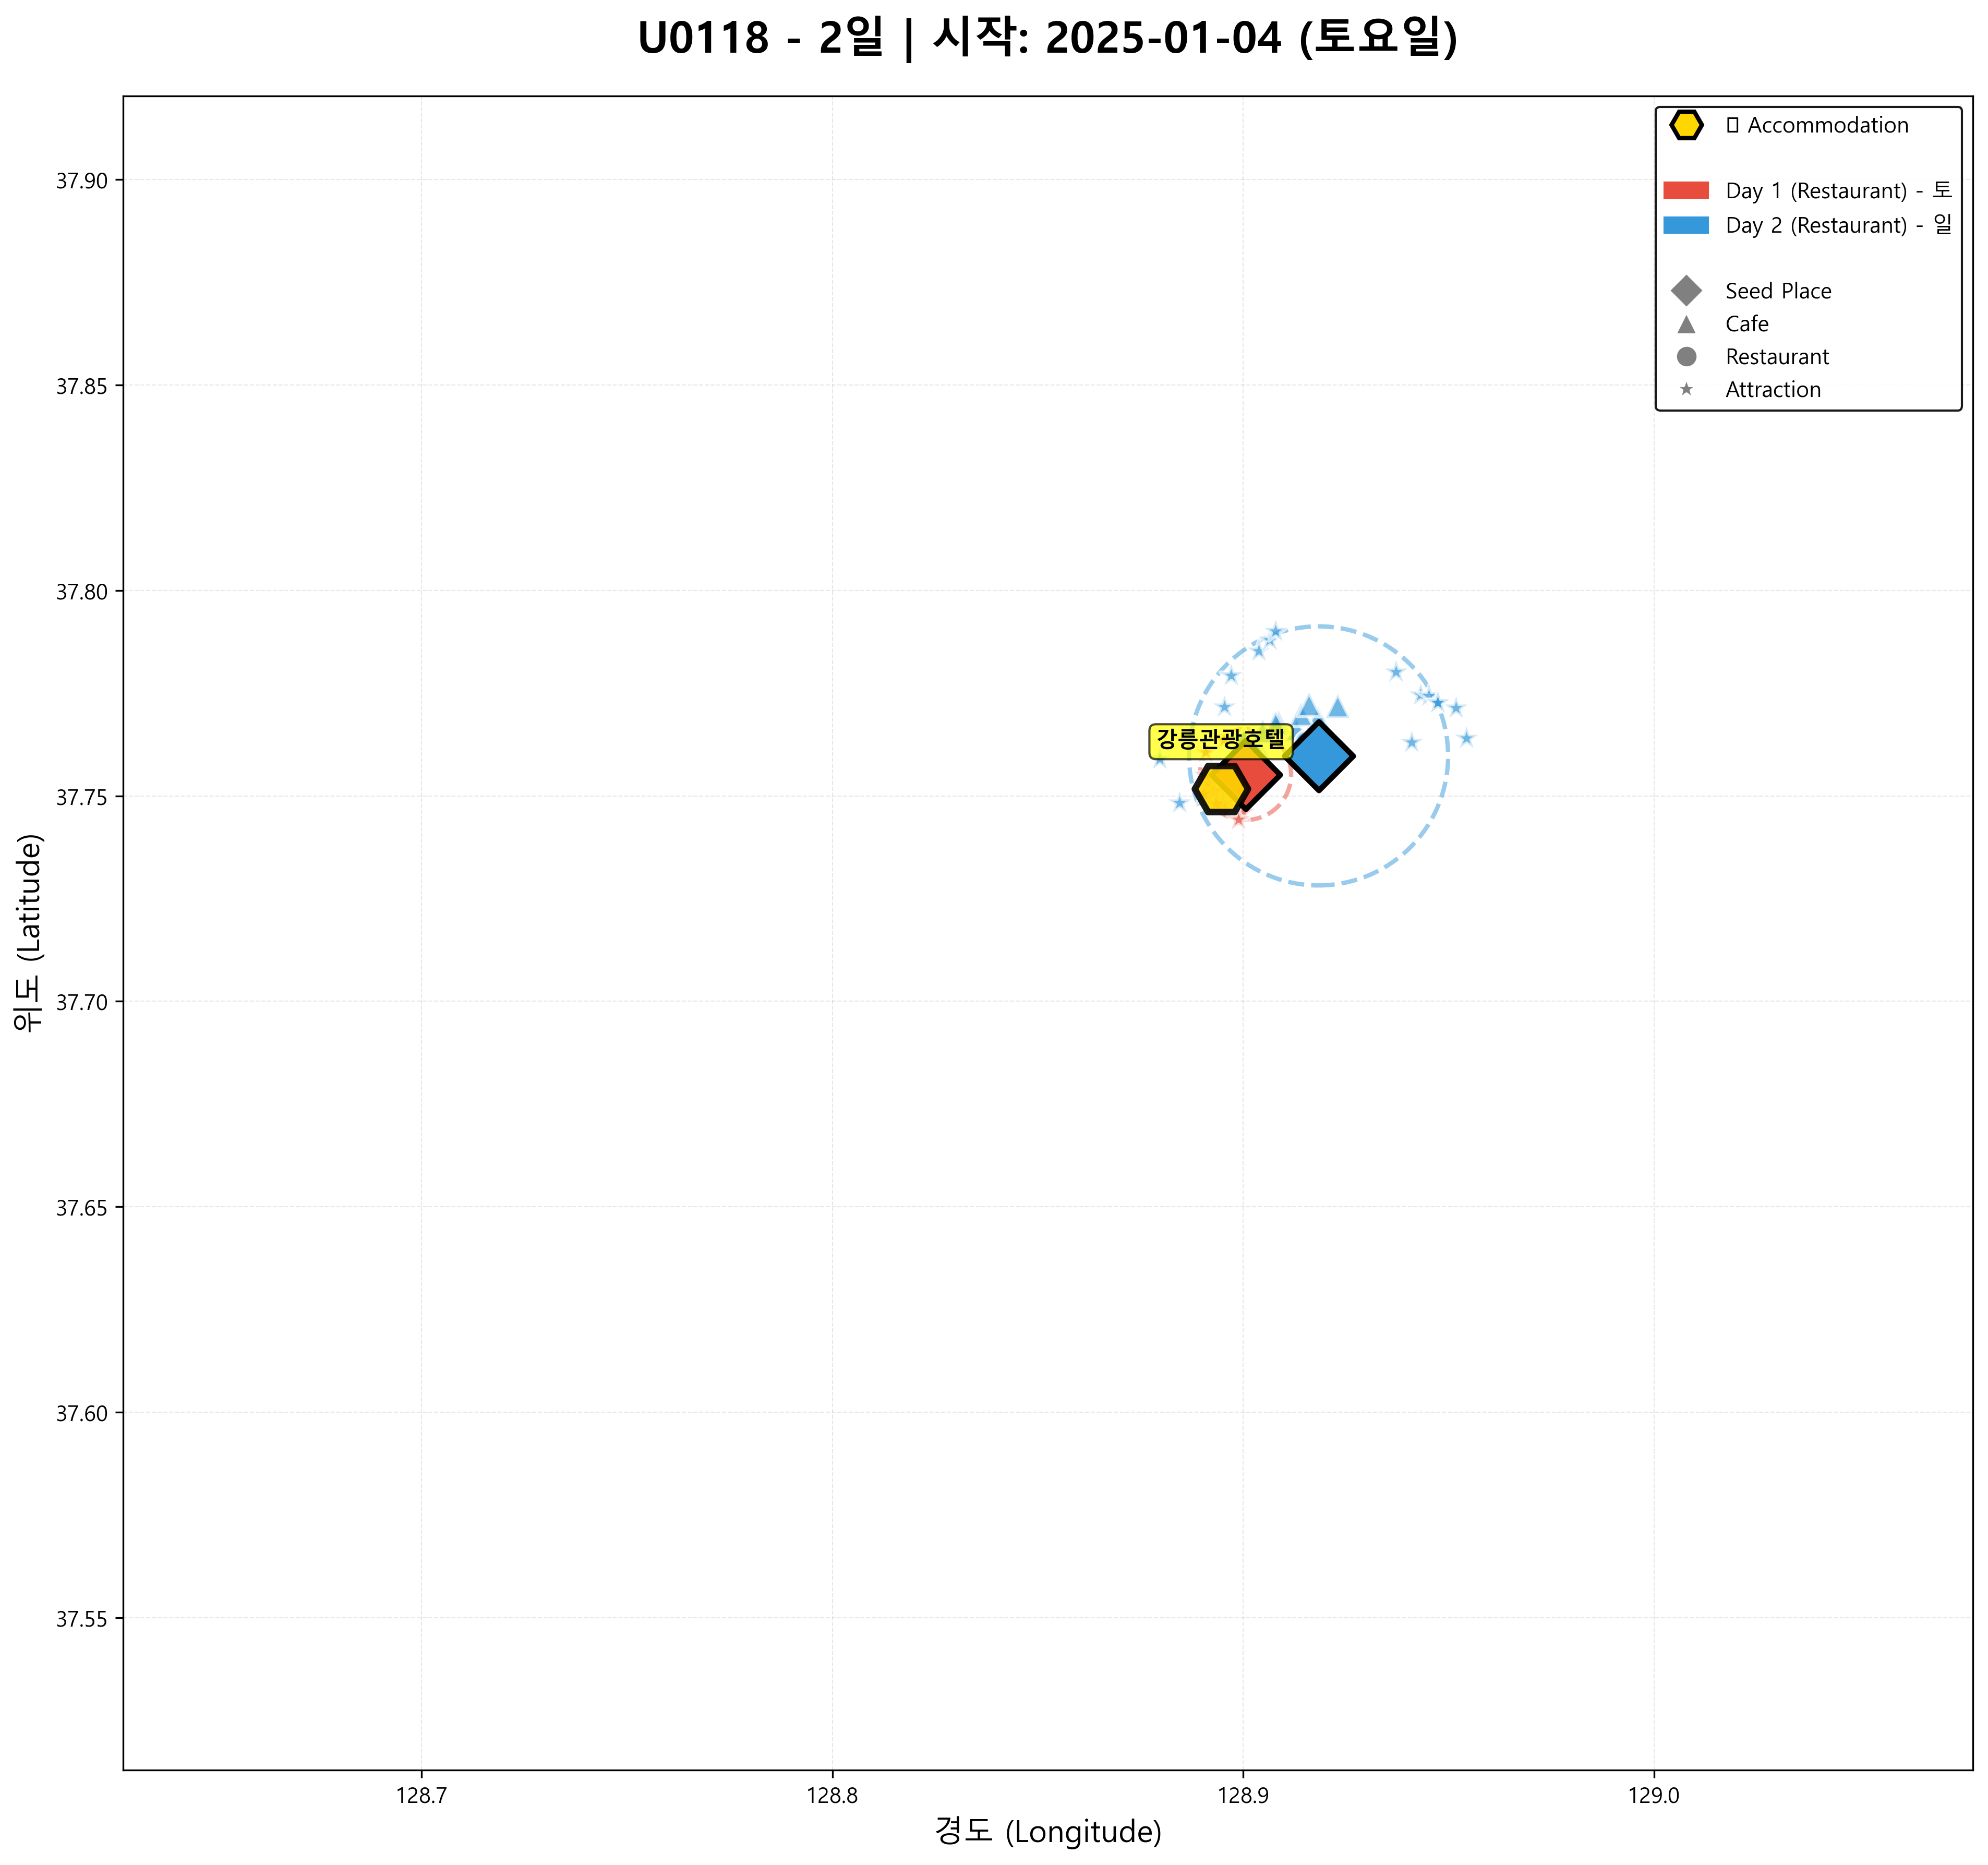 U0118 - 2일 | 시작: 2025-01-04 (토요일)
Accommodation
Day 1 (Restaurant) - 토
Day 2 (Restaurant) - 일
Seed Place
Cafe
Restaurant
Attraction
37.90
37.85
37.80
37.75
37.70
37.65
37.60
37.55
위도 (Latitude)
강릉관광호텔
128.7
128.8
128.9
129.0
경도 (Longitude)